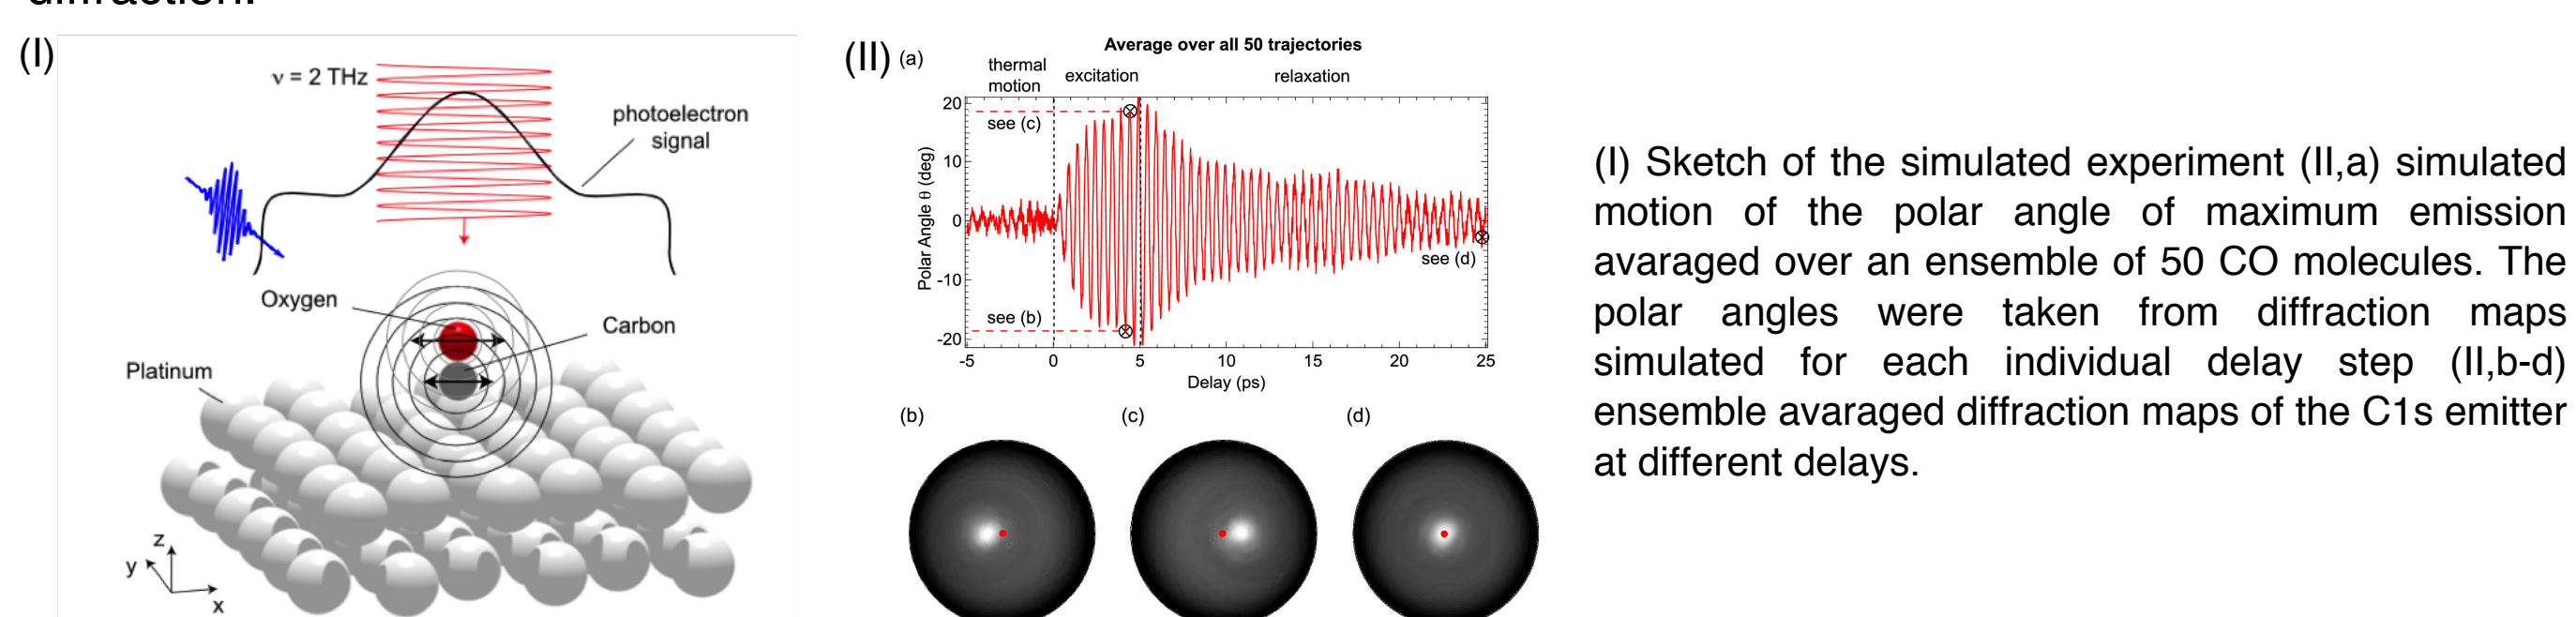 diffraction.
(I)
ν = 2 THz
photoelectron
signal
Oxygen
Carbon
Platinum
z
y
x
(II) (a)
Average over all 50 trajectories
thermal
motion
excitation
relaxation
Polar Angle θ (deg)
20
10
0
-10
-20
see (c)
see (b)
see (d)
-5 0 5 10 15 20 25
Delay (ps)
(b) (c) (d)
(I) Sketch of the simulated experiment (II,a) simulated
motion of the polar angle of maximum emission
avaraged over an ensemble of 50 CO molecules. The
polar angles were taken from diffraction maps
simulated for each individual delay step (II,b-d)
ensemble avaraged diffraction maps of the C1s emitter
at different delays.